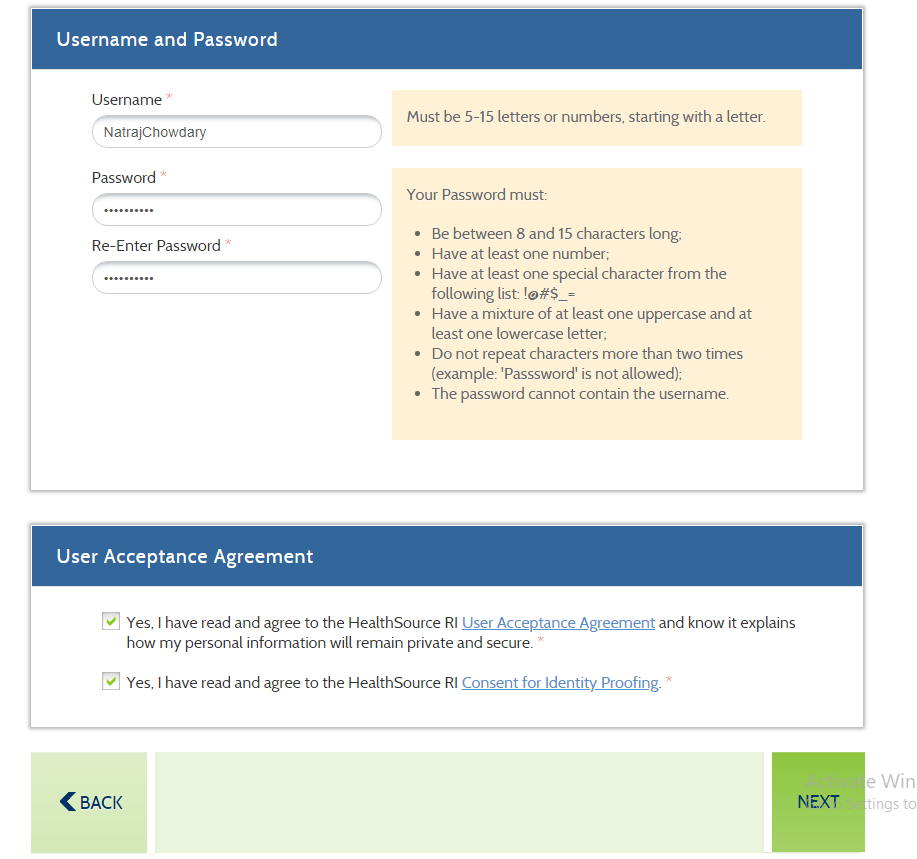 Username and Password
Username *
NatrajChowdary
Must be 5-15 letters or numbers, starting with a letter.
Password *
••••••••••
Re-Enter Password *
••••••••••
Your Password must:
• Be between 8 and 15 characters long;
• Have at least one number;
• Have at least one special character from the
following list: !@#$_=
• Have a mixture of at least one uppercase and at
least one lowercase letter;
• Do not repeat characters more than two times
(example: 'Passsword' is not allowed);
• The password cannot contain the username.
User Acceptance Agreement
Yes, I have read and agree to the HealthSource RI User Acceptance Agreement and know it explains
how my personal information will remain private and secure. *
Yes, I have read and agree to the HealthSource RI Consent for Identity Proofing. *
BACK
NEXT
Activate Win
Settings to